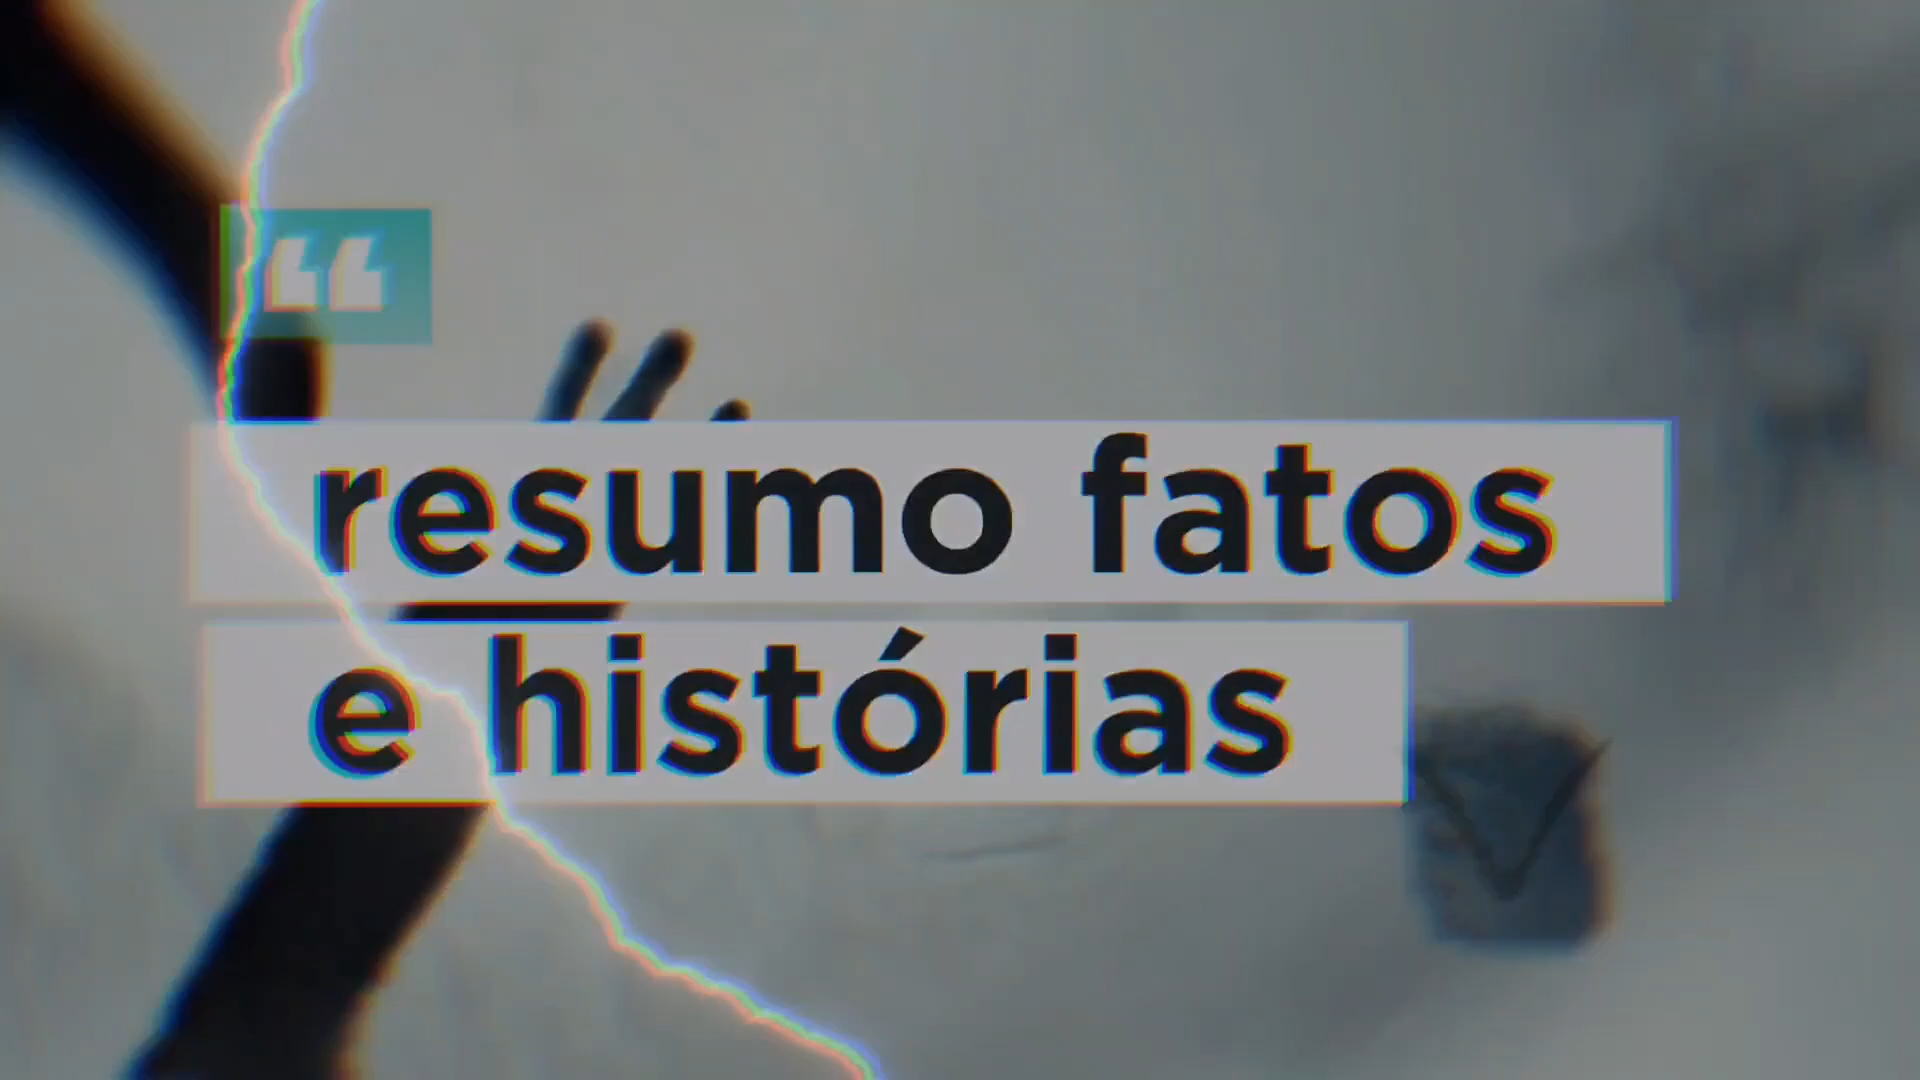 “
resumo fatos
e histórias